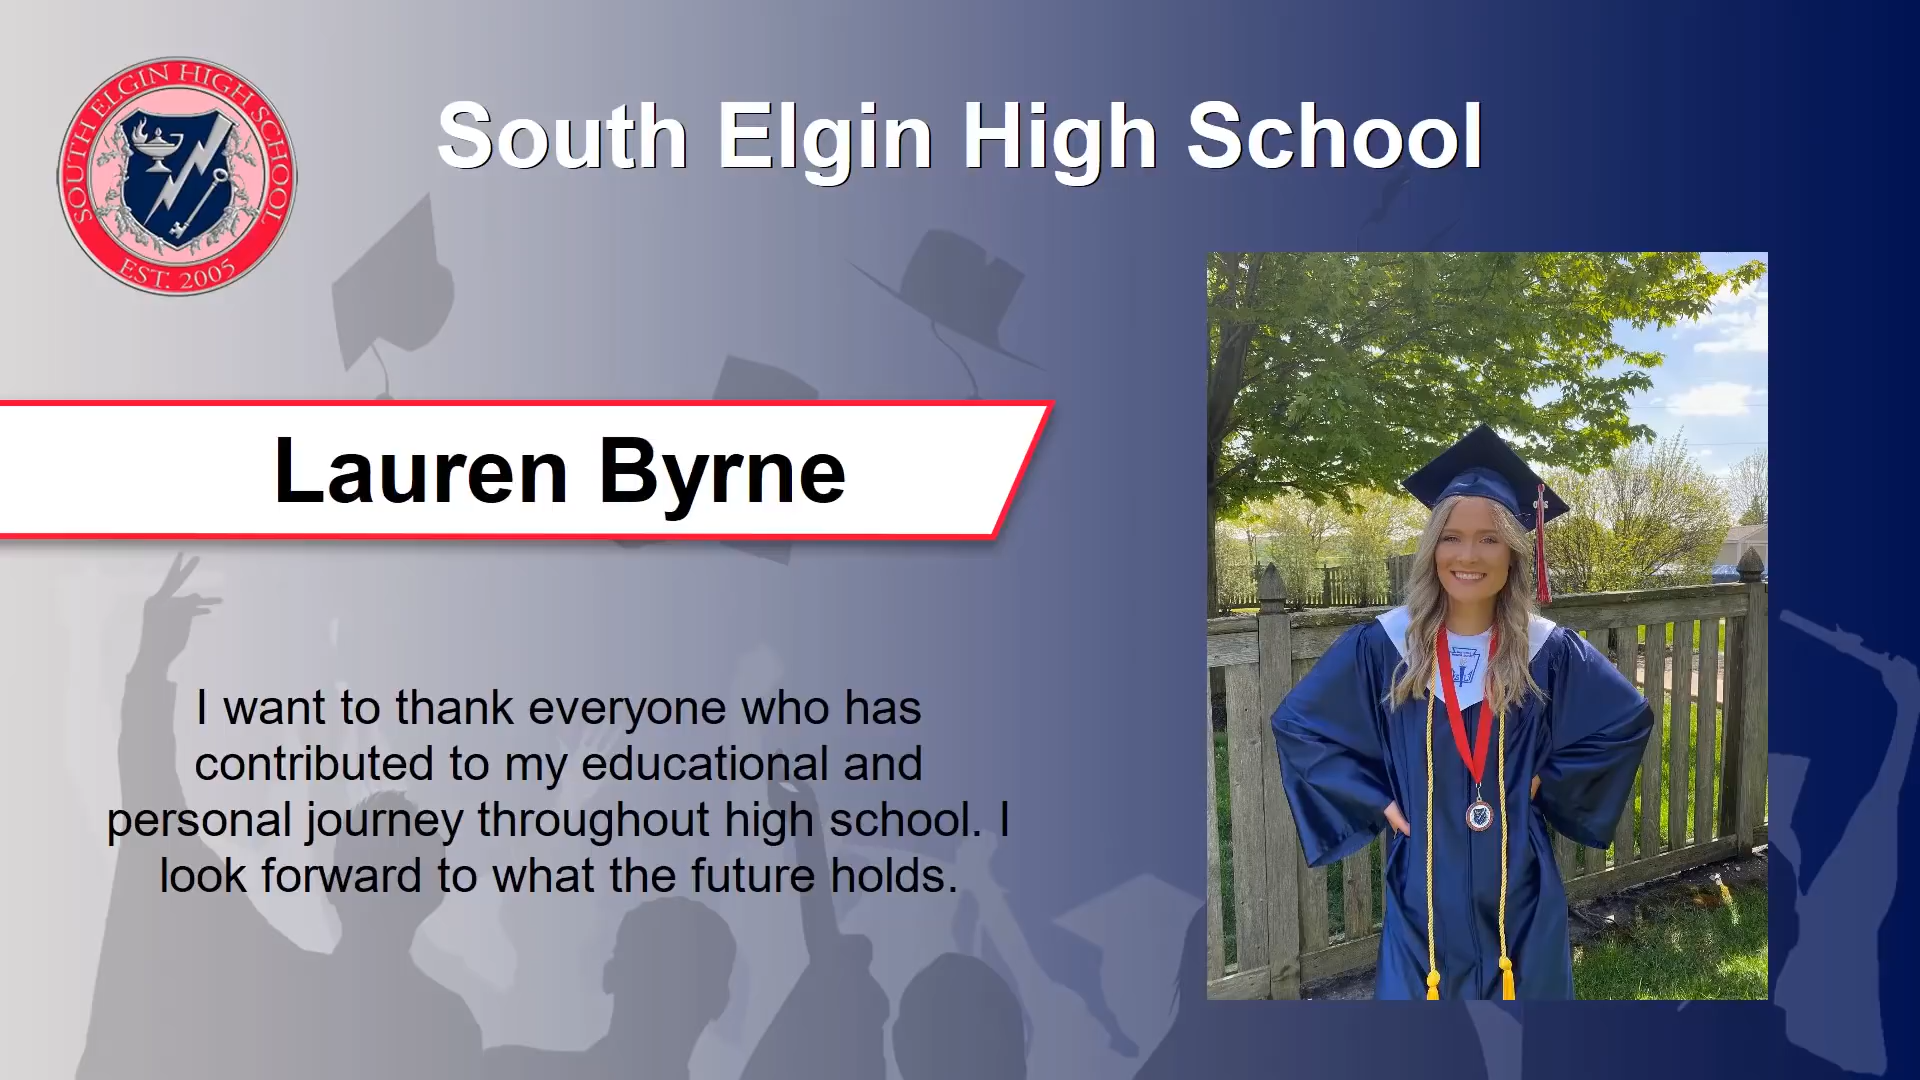 SOUTH ELGIN HIGH SCHOOL
EST. 2005
South Elgin High School
Lauren Byrne
I want to thank everyone who has
contributed to my educational and
personal journey throughout high school. I
look forward to what the future holds.